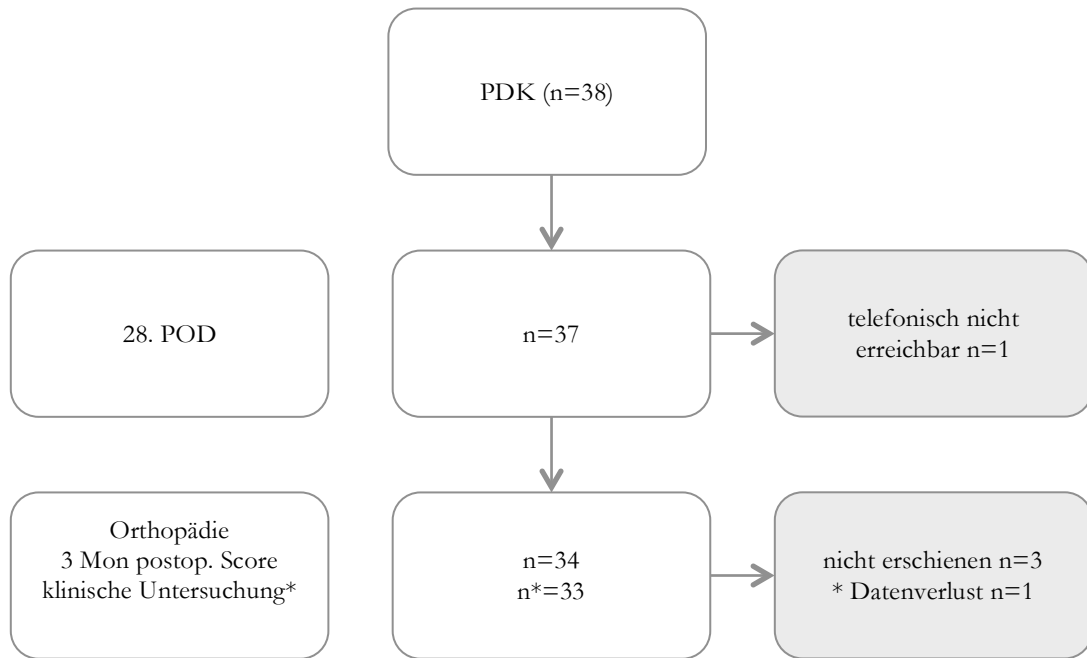 PDK (n=38)
28. POD
n=37
telefonisch nicht
erreichbar n=1
Orthopädie
3 Mon postop. Score
klinische Untersuchung*
n=34
n*=33
nicht erschienen n=3
* Datenverlust n=1